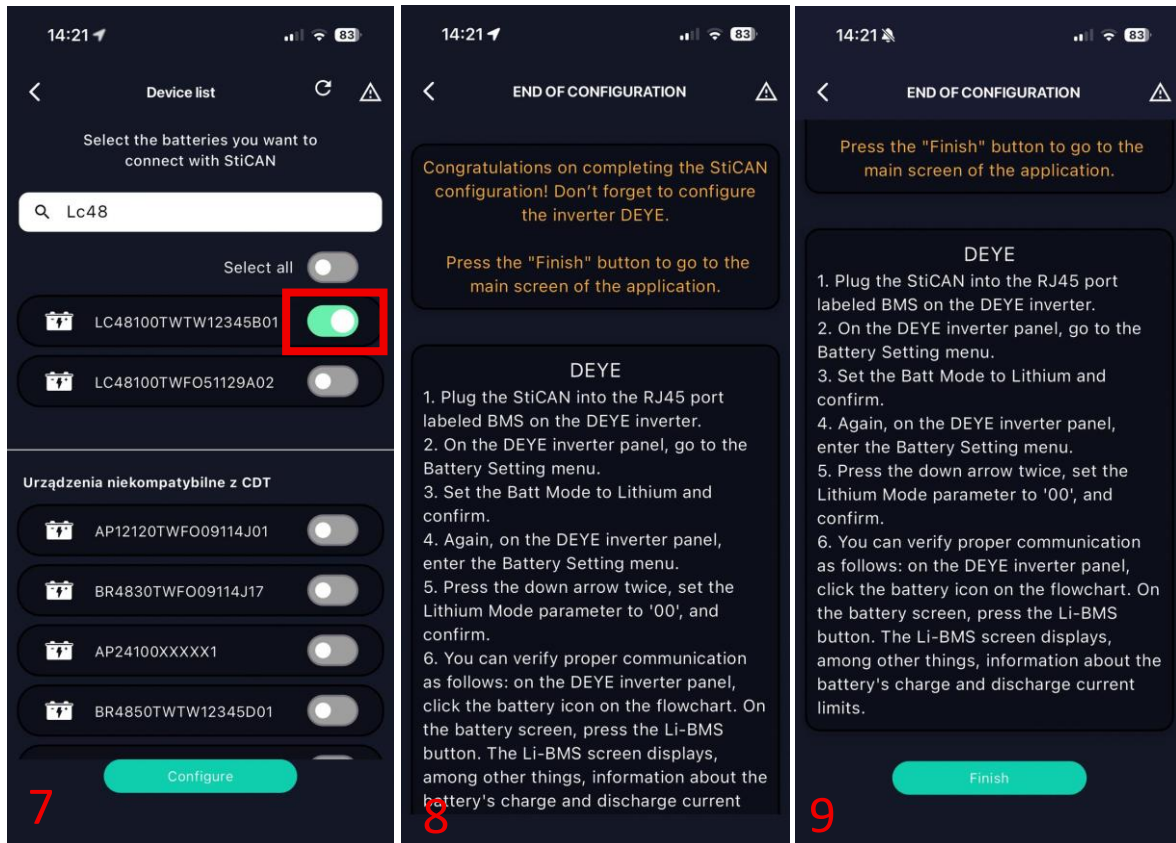 14:21
83
Device list
Select the batteries you want to
connect with StiCAN
Lc48
Select all
LC48100TWTW12345B01
LC48100TWFO51129A02
Urządzenia niekompatybilne z CDT
AP12120TWFO09114J01
BR4830TWFO09114J17
AP24100XXXXX1
BR4850TWTW12345D01
Configure
7
14:21
83
END OF CONFIGURATION
Congratulations on completing the StiCAN
configuration! Don't forget to configure
the inverter DEYE.
Press the "Finish" button to go to the
main screen of the application.
DEYE
1. Plug the StiCAN into the RJ45 port
labeled BMS on the DEYE inverter.
2. On the DEYE inverter panel, go to the
Battery Setting menu.
3. Set the Batt Mode to Lithium and
confirm.
4. Again, on the DEYE inverter panel,
enter the Battery Setting menu.
5. Press the down arrow twice, set the
Lithium Mode parameter to '00', and
confirm.
6. You can verify proper communication
as follows: on the DEYE inverter panel,
click the battery icon on the flowchart. On
the battery screen, press the Li-BMS
button. The Li-BMS screen displays,
among other things, information about the
battery's charge and discharge current
8
14:21
83
END OF CONFIGURATION
Press the "Finish" button to go to the
main screen of the application.
DEYE
1. Plug the StiCAN into the RJ45 port
labeled BMS on the DEYE inverter.
2. On the DEYE inverter panel, go to the
Battery Setting menu.
3. Set the Batt Mode to Lithium and
confirm.
4. Again, on the DEYE inverter panel,
enter the Battery Setting menu.
5. Press the down arrow twice, set the
Lithium Mode parameter to '00', and
confirm.
6. You can verify proper communication
as follows: on the DEYE inverter panel,
click the battery icon on the flowchart. On
the battery screen, press the Li-BMS
button. The Li-BMS screen displays,
among other things, information about the
battery's charge and discharge current
limits.
Finish
9